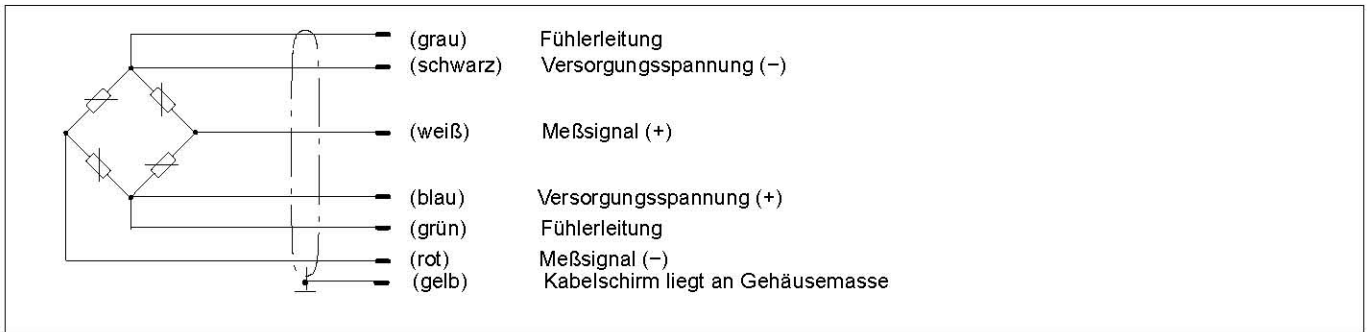 (grau) Fühlerleitung
(schwarz) Versorgungsspannung (−)
(weiß) Meßsignal (+)
(blau) Versorgungsspannung (+)
(grün) Fühlerleitung
(rot) Meßsignal (−)
(gelb) Kabelschirm liegt an Gehäusemasse